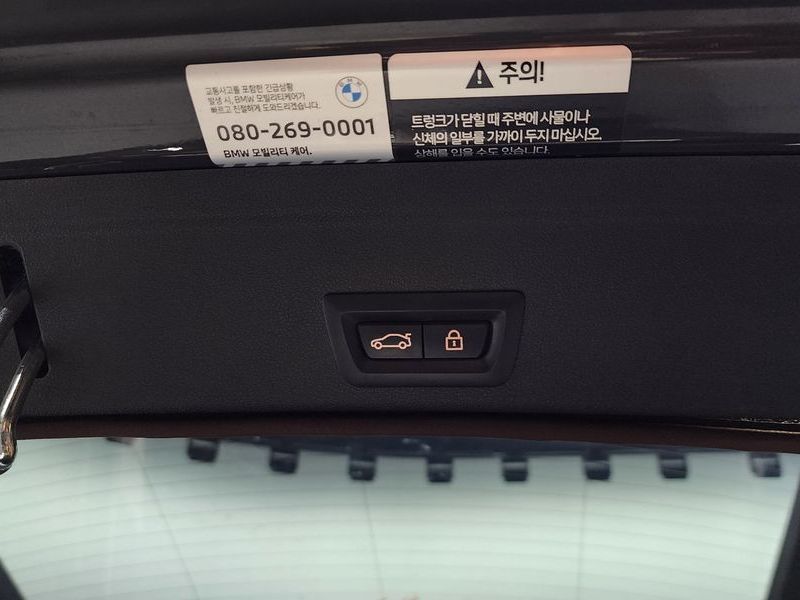 교통사고를 포함한 긴급상황
발생 시, BMW 모빌리티케어가
빠르고 친절하게 도와드리겠습니다.
BMW
080-269-0001
BMW 모빌리티 케어.
주의!
트렁크가 닫힐 때 주변에 사물이나
신체의 일부를 가까이 두지 마십시오.
상해를 입을 수도 있습니다.